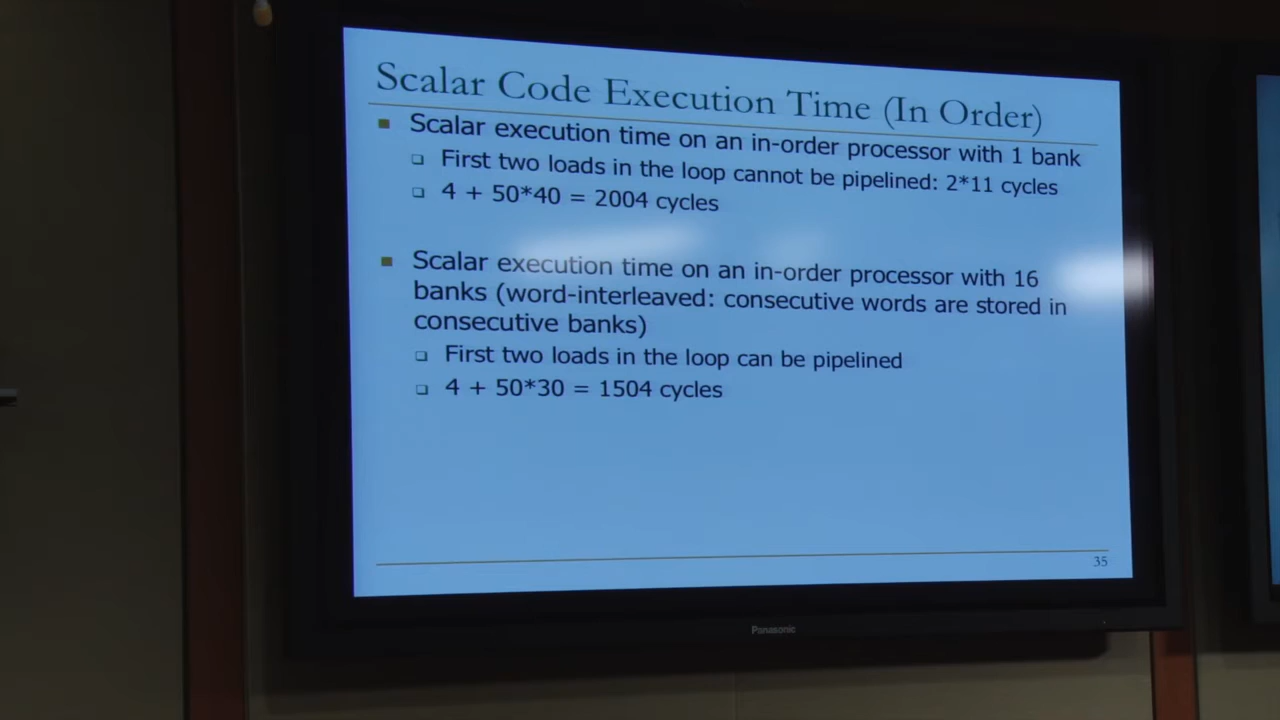 Scalar Code Execution Time (In Order)
Scalar execution time on an in-order processor with 1 bank
First two loads in the loop cannot be pipelined: 2*11 cycles
4 + 50*40 = 2004 cycles
Scalar execution time on an in-order processor with 16
banks (word-interleaved: consecutive words are stored in
consecutive banks)
First two loads in the loop can be pipelined
4 + 50*30 = 1504 cycles
35
Panasonic